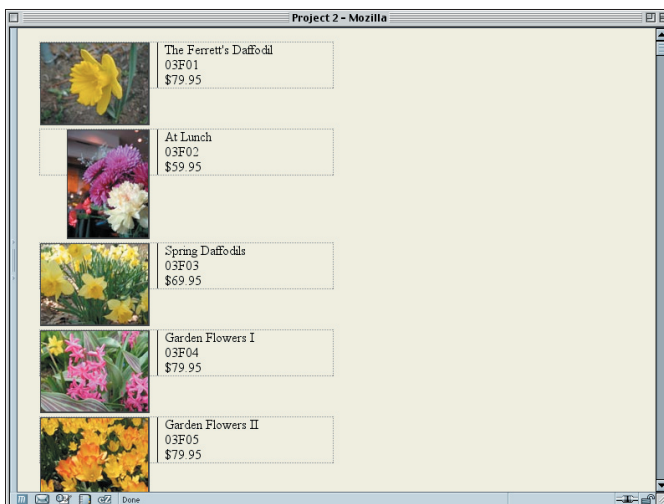 Project 2 – Mozilla
The Ferrett's Daffodil
03F01
$79.95
At Lunch
03F02
$59.95
Spring Daffodils
03F03
$69.95
Garden Flowers I
03F04
$79.95
Garden Flowers II
03F05
$79.95
Done